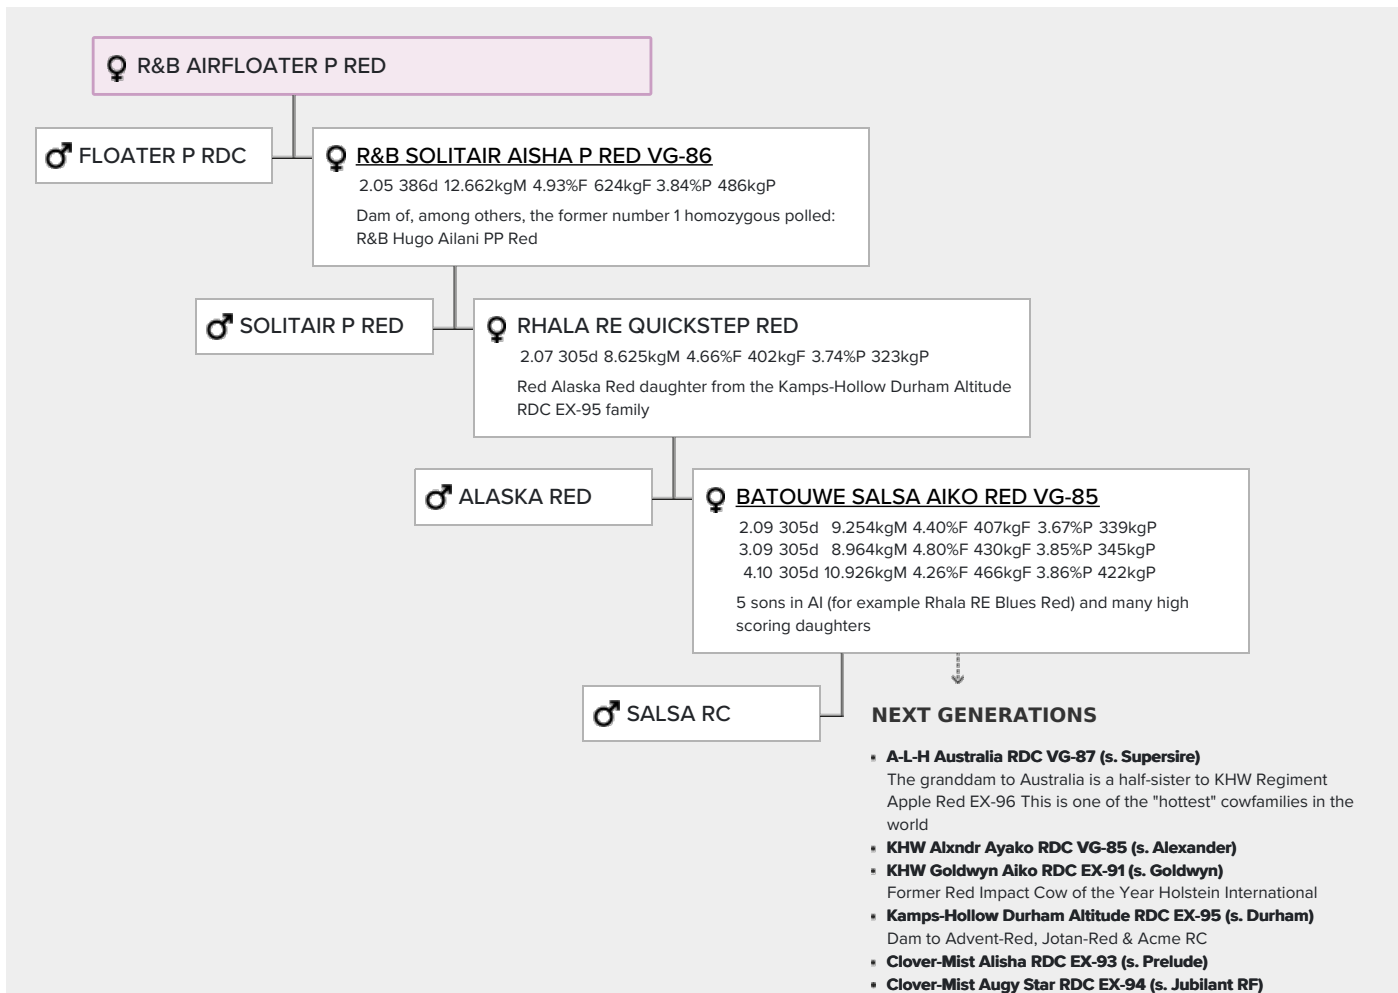 R&B AIRFLOATER P RED
FLOATER P RDC
R&B SOLITAIR AISHA P RED VG-86
2.05 386d 12.662kgM 4.93%F 624kgF 3.84%P 486kgP
Dam of, among others, the former number 1 homozygous polled:
R&B Hugo Ailani PP Red
SOLITAIR P RED
RHALA RE QUICKSTEP RED
2.07 305d 8.625kgM 4.66%F 402kgF 3.74%P 323kgP
Red Alaska Red daughter from the Kamps-Hollow Durham Altitude
RDC EX-95 family
ALASKA RED
BATOUWE SALSA AIKO RED VG-85
2.09 305d 9.254kgM 4.40%F 407kgF 3.67%P 339kgP
3.09 305d 8.964kgM 4.80%F 430kgF 3.85%P 345kgP
4.10 305d 10.926kgM 4.26%F 466kgF 3.86%P 422kgP
5 sons in AI (for example Rhala RE Blues Red) and many high
scoring daughters
SALSA RC
NEXT GENERATIONS
A-L-H Australia RDC VG-87 (s. Supersire)
The granddam to Australia is a half-sister to KHW Regiment
Apple Red EX-96 This is one of the "hottest" cowfamilies in the
world
KHW Alxndr Ayako RDC VG-85 (s. Alexander)
KHW Goldwyn Aiko RDC EX-91 (s. Goldwyn)
Former Red Impact Cow of the Year Holstein International
Kamps-Hollow Durham Altitude RDC EX-95 (s. Durham)
Dam to Advent-Red, Jotan-Red & Acme RC
Clover-Mist Alisha RDC EX-93 (s. Prelude)
Clover-Mist Augy Star RDC EX-94 (s. Jubilant RF)